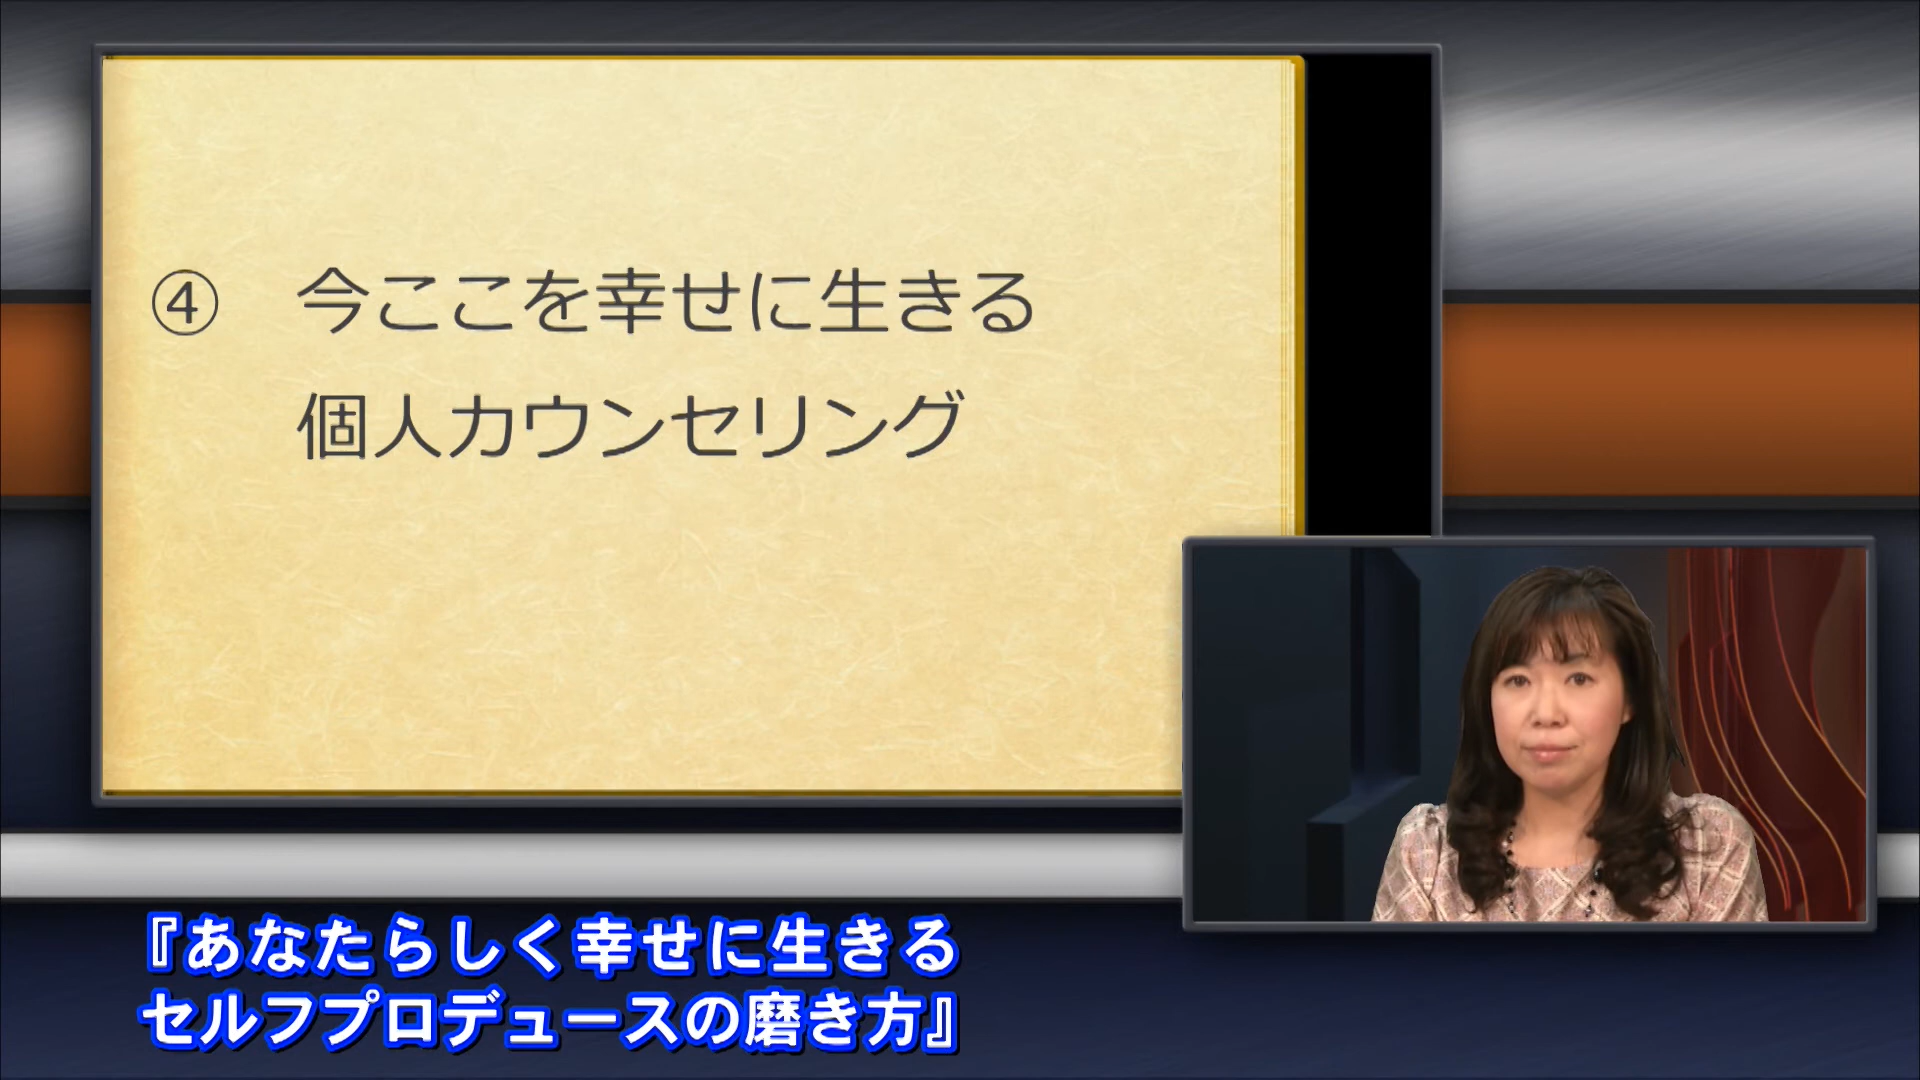 ④ 今ここを幸せに生きる
個人カウンセリング
『あなたらしく幸せに生きる
セルフプロデュースの磨き方』